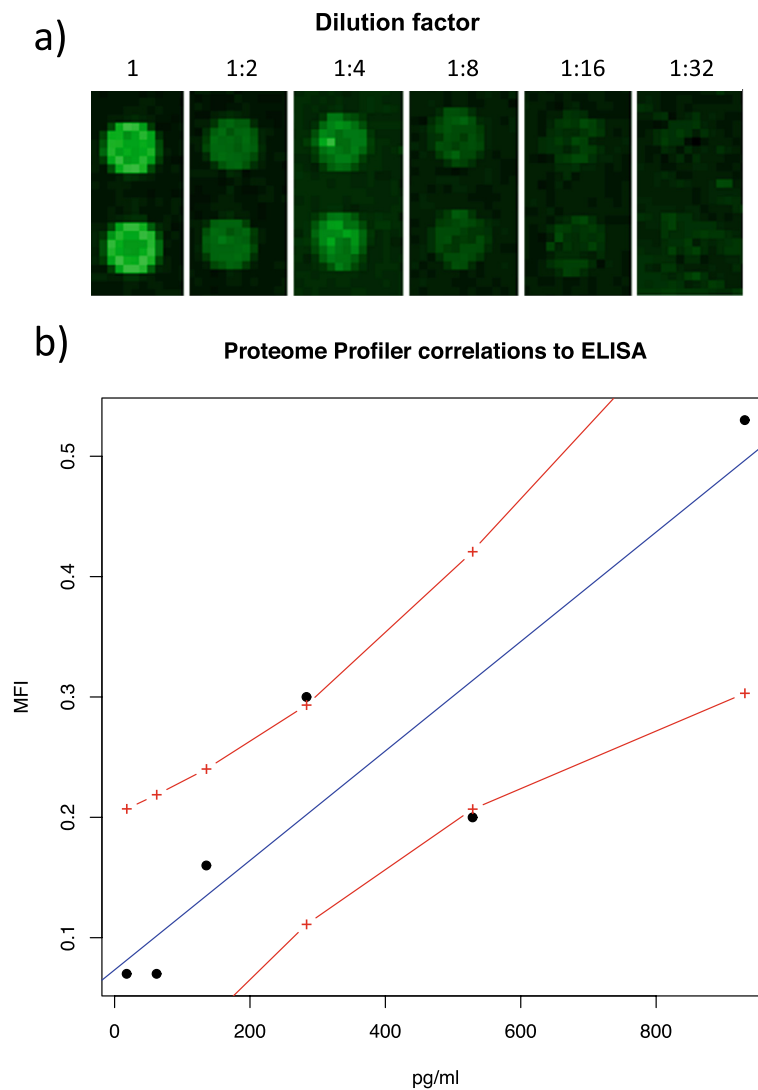 Dilution factor
a)
1 1:2 1:4 1:8 1:16 1:32
b)
Proteome Profiler correlations to ELISA
0.5
0.4
0.3
0.2
0.1
MFI
0 200 400 600 800
pg/ml